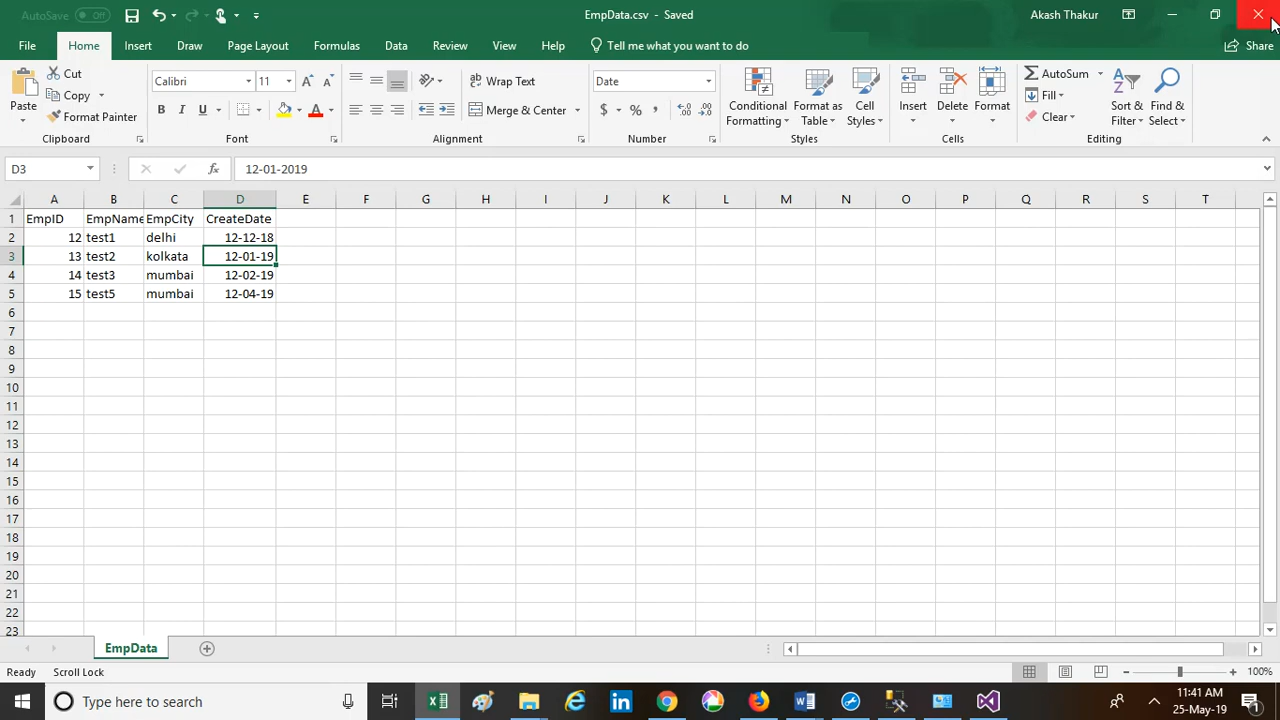 AutoSave Off EmpData.csv - Saved Akash Thakur
File Home Insert Draw Page Layout Formulas Data Review View Help Tell me what you want to do Share
Paste Cut Copy Format Painter Clipboard
Calibri 11 B I U Font
Wrap Text Merge & Center Alignment
Date $ % , Number
Conditional Formatting Format as Table Cell Styles Styles
Insert Delete Format Cells
AutoSum Fill Clear Sort & Filter Find & Select Editing
D3 fx 12-01-2019
A B C D E F G H I J K L M N O P Q R S T
1 EmpID EmpName EmpCity CreateDate
2 12 test1 delhi 12-12-18
3 13 test2 kolkata 12-01-19
4 14 test3 mumbai 12-02-19
5 15 test5 mumbai 12-04-19
6
7
8
9
10
11
12
13
14
15
16
17
18
19
20
21
22
23
EmpData
Ready Scroll Lock 100%
Type here to search 11:41 AM
25-May-19 1